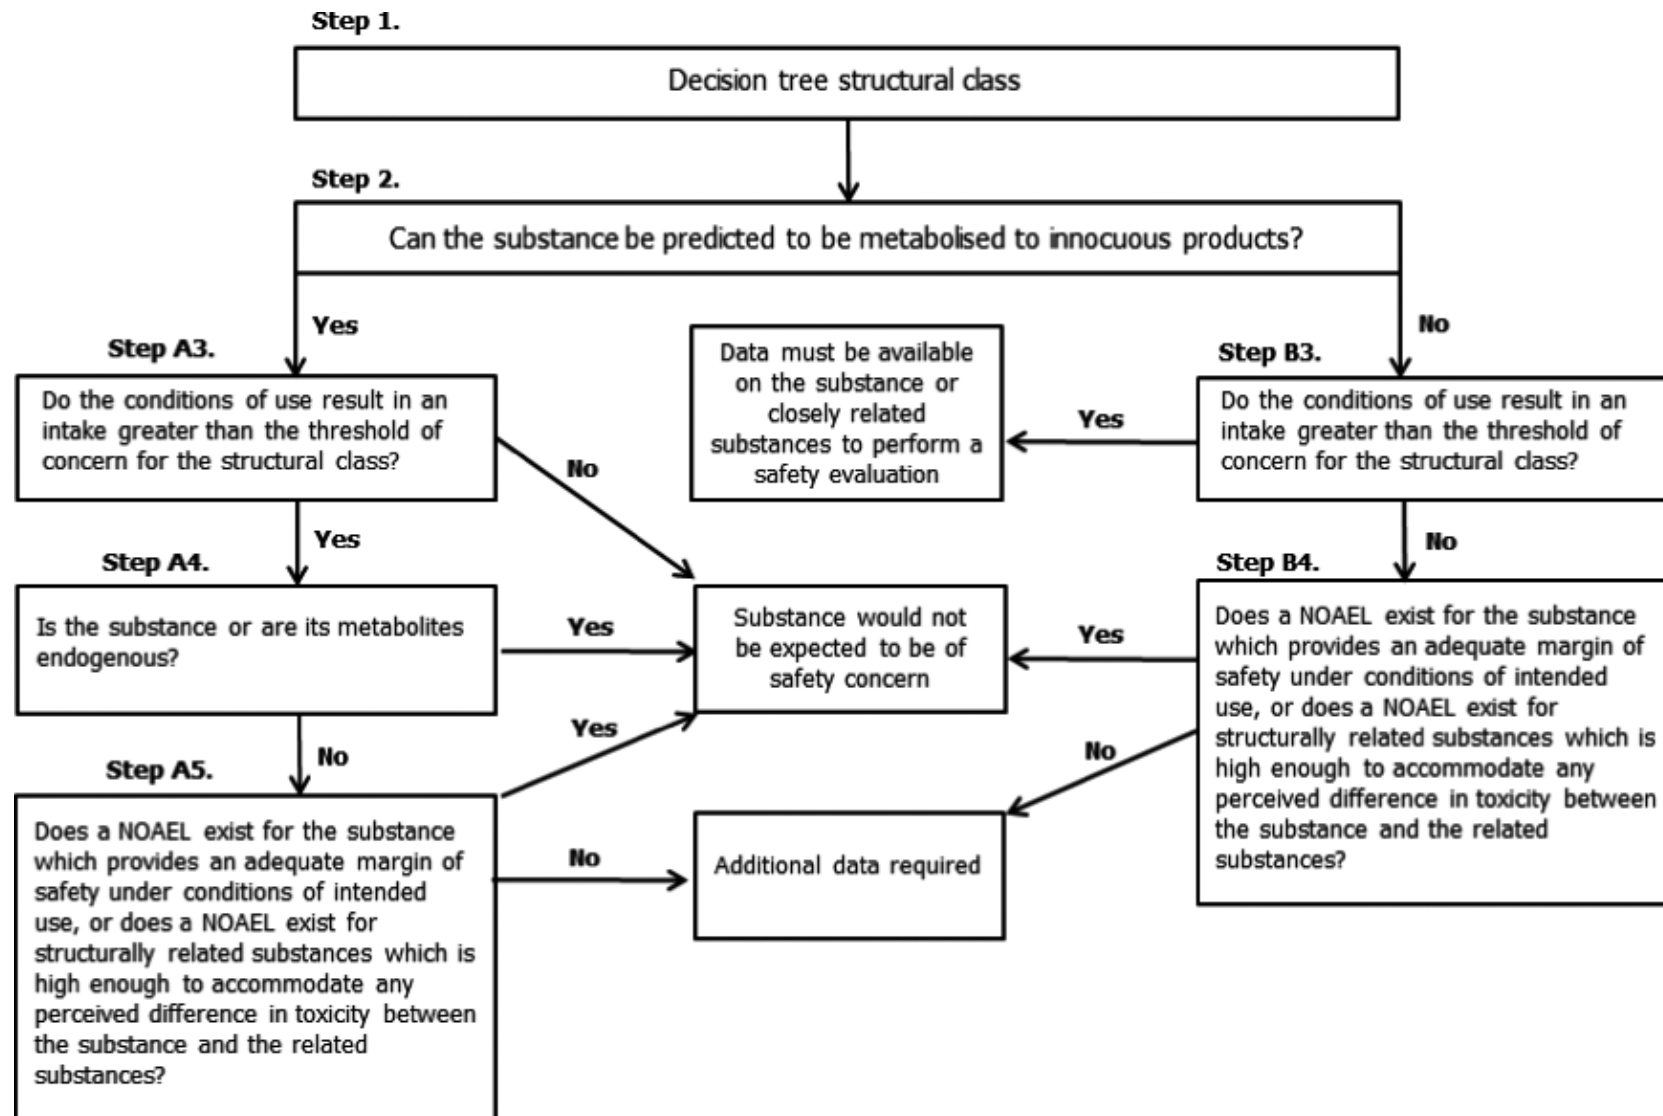 Step 1.
Decision tree structural class
Step 2.
Can the substance be predicted to be metabolised to innocuous products?
Yes
No
Step A3.
Do the conditions of use result in an
intake greater than the threshold of
concern for the structural class?
Data must be available
on the substance or
closely related
substances to perform a
safety evaluation
Yes
Step B3.
Do the conditions of use result in an
intake greater than the threshold of
concern for the structural class?
No
Yes
No
Step A4.
Is the substance or are its metabolites
endogenous?
Yes
Substance would not
be expected to be of
safety concern
Yes
Step B4.
Does a NOAEL exist for the substance
which provides an adequate margin of
safety under conditions of intended
use, or does a NOAEL exist for
structurally related substances which is
high enough to accommodate any
perceived difference in toxicity between
the substance and the related
substances?
No
Yes
No
Step A5.
Does a NOAEL exist for the substance
which provides an adequate margin of
safety under conditions of intended
use, or does a NOAEL exist for
structurally related substances which is
high enough to accommodate any
perceived difference in toxicity between
the substance and the related
substances?
No
Additional data required